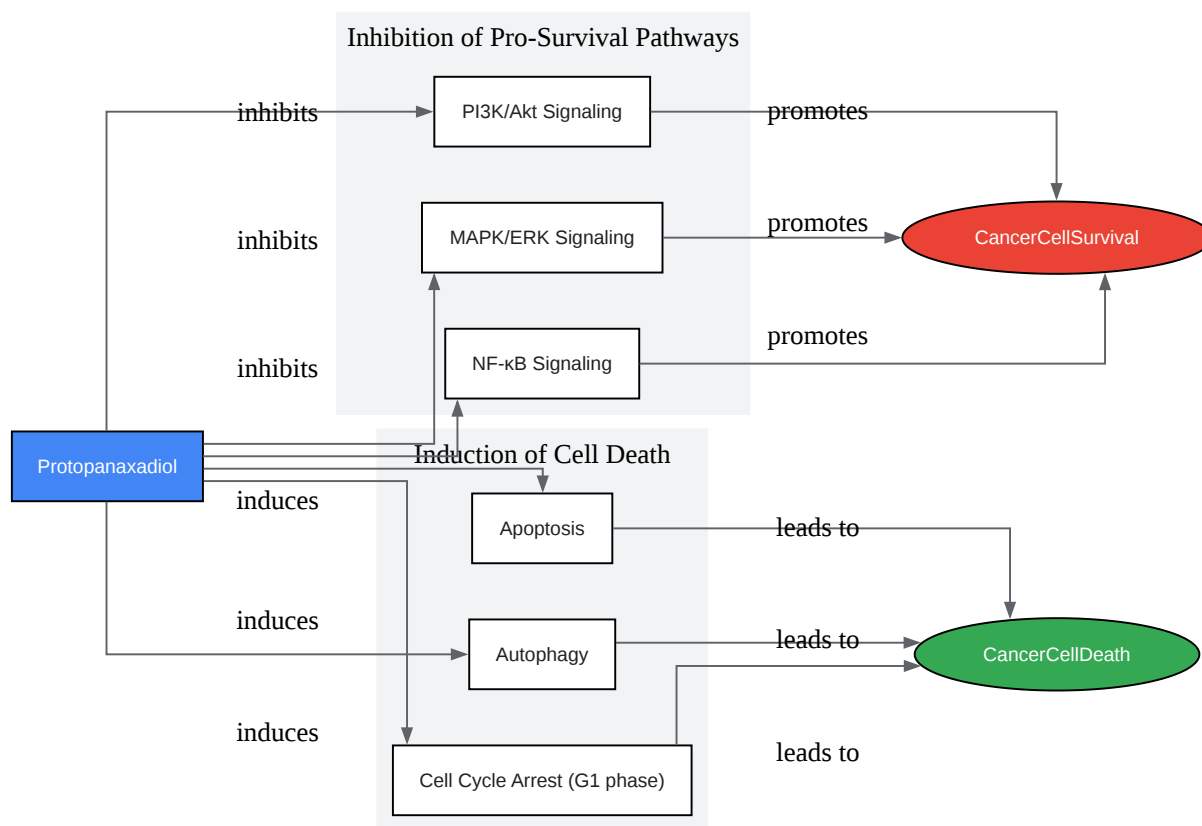 Inhibition of Pro-Survival Pathways
inhibits
PI3K/Akt Signaling
promotes
inhibits
MAPK/ERK Signaling
promotes
CancerCellSurvival
inhibits
NF-κB Signaling
promotes
Protopanaxadiol
Induction of Cell Death
induces
Apoptosis
leads to
induces
Autophagy
leads to
CancerCellDeath
induces
Cell Cycle Arrest (G1 phase)
leads to